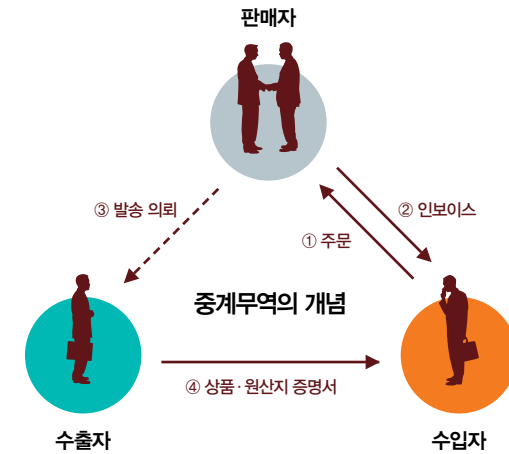 판매자
③ 발송 의뢰
② 인보이스
① 주문
중계무역의 개념
④ 상품·원산지 증명서
수출자
수입자